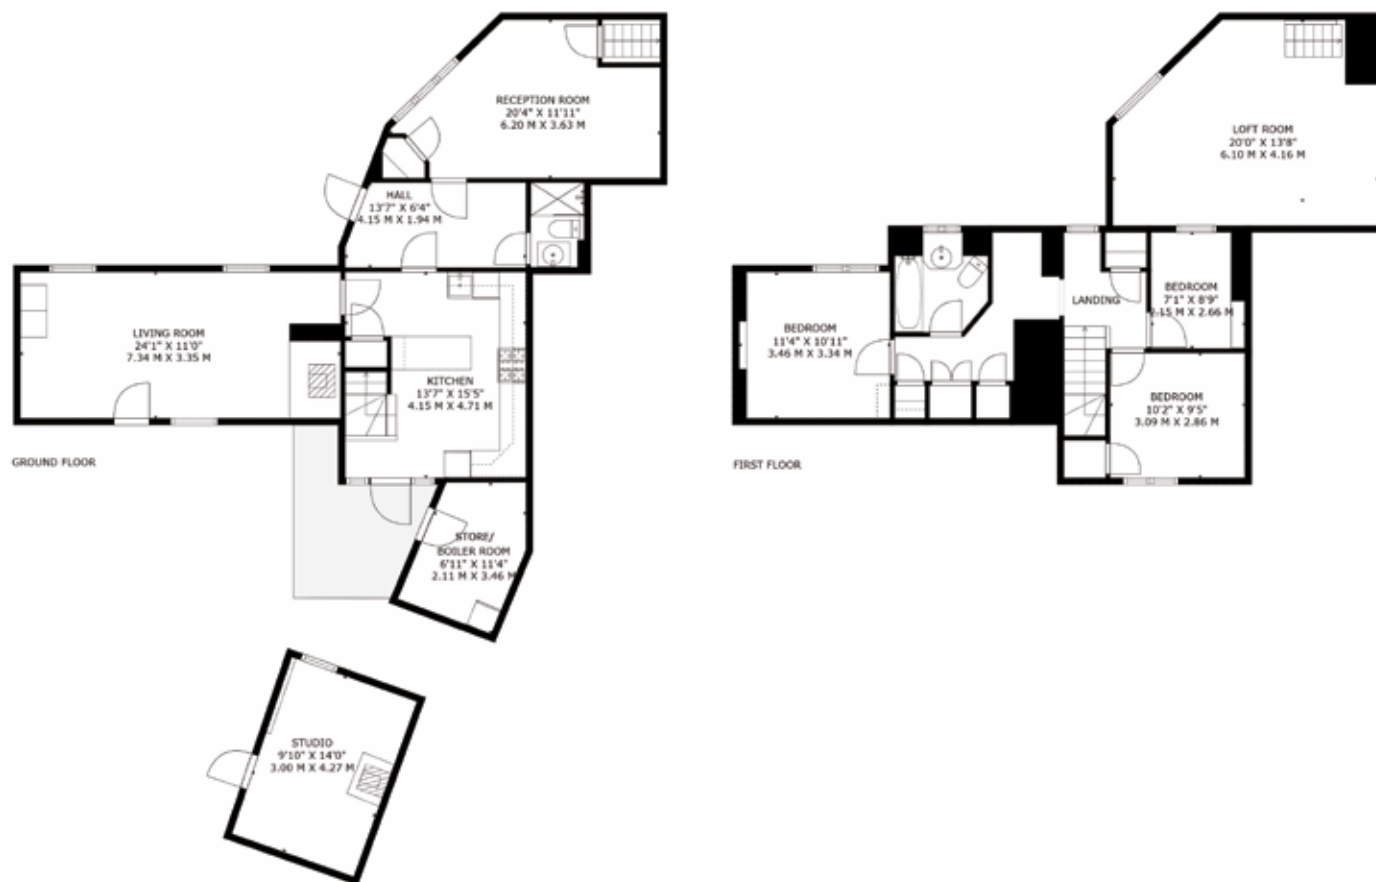 RECEPTION ROOM
20'4" X 11'11"
6.20 M X 3.63 M
HALL
13'7" X 6'4"
4.15 M X 1.94 M
LIVING ROOM
24'1" X 11'0"
7.34 M X 3.35 M
KITCHEN
13'7" X 15'5"
4.15 M X 4.71 M
GROUND FLOOR
STORE/
BOILER ROOM
6'11" X 11'4"
2.11 M X 3.46 M
STUDIO
9'10" X 14'0"
3.00 M X 4.27 M
LOFT ROOM
20'0" X 13'8"
6.10 M X 4.16 M
LANDING
BEDROOM
7'1" X 8'9"
2.15 M X 2.66 M
BEDROOM
11'4" X 10'11"
3.46 M X 3.34 M
BEDROOM
10'2" X 9'5"
3.09 M X 2.86 M
FIRST FLOOR